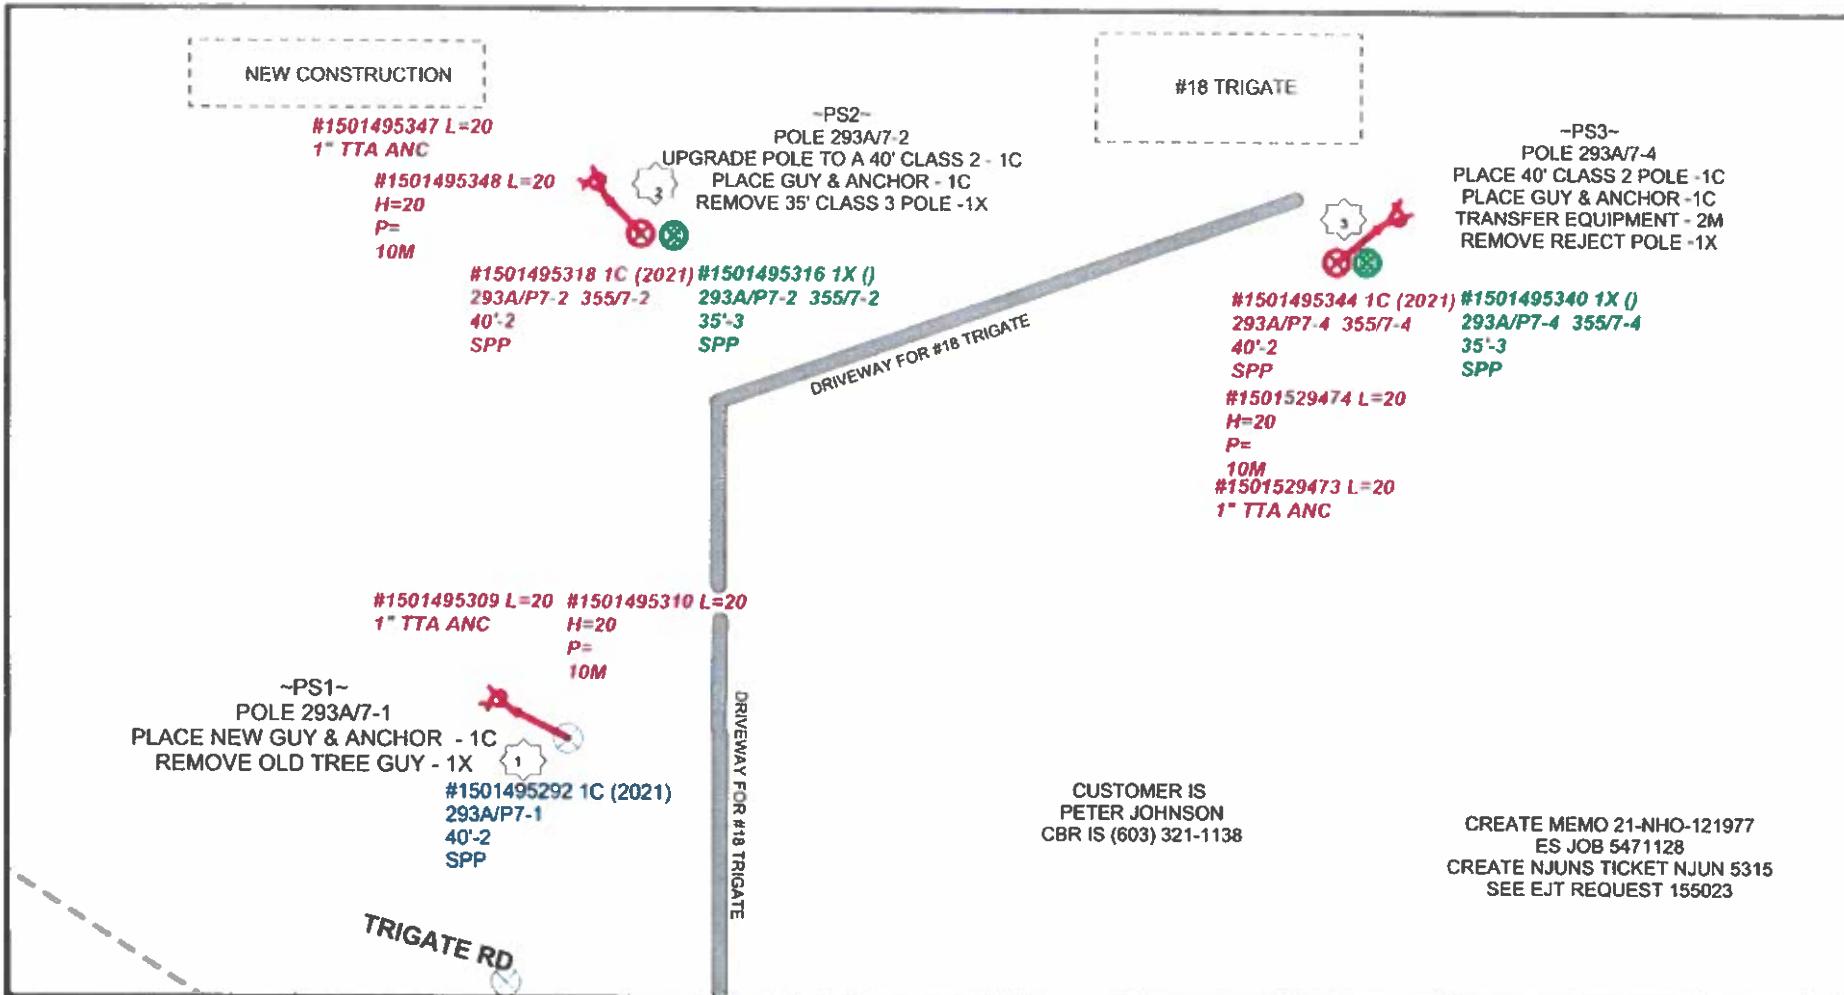 NEW CONSTRUCTION
#18 TRIGATE
#1501495347 L=20
1" TTA ANC
#1501495348 L=20
H=20
P=
10M
~PS2~
POLE 293A/7-2
UPGRADE POLE TO A 40' CLASS 2 - 1C
PLACE GUY & ANCHOR - 1C
REMOVE 35' CLASS 3 POLE -1X
2
#1501495318 1C (2021)
293A/P7-2 355/7-2
40'-2
SPP
#1501495316 1X ()
293A/P7-2 355/7-2
35'-3
SPP
~PS3~
POLE 293A/7-4
PLACE 40' CLASS 2 POLE -1C
PLACE GUY & ANCHOR -1C
TRANSFER EQUIPMENT - 2M
REMOVE REJECT POLE -1X
3
#1501495344 1C (2021)
293A/P7-4 355/7-4
40'-2
SPP
#1501495340 1X ()
293A/P7-4 355/7-4
35'-3
SPP
#1501529474 L=20
H=20
P=
10M
#1501529473 L=20
1" TTA ANC
DRIVEWAY FOR #18 TRIGATE
#1501495309 L=20
1" TTA ANC
#1501495310 L=20
H=20
P=
10M
~PS1~
POLE 293A/7-1
PLACE NEW GUY & ANCHOR - 1C
REMOVE OLD TREE GUY - 1X
1
#1501495292 1C (2021)
293A/P7-1
40'-2
SPP
DRIVEWAY FOR #18 TRIGATE
TRIGATE RD
CUSTOMER IS
PETER JOHNSON
CBR IS (603) 321-1138
CREATE MEMO 21-NHO-121977
ES JOB 5471128
CREATE NJUNS TICKET NJUN 5315
SEE EJT REQUEST 155023